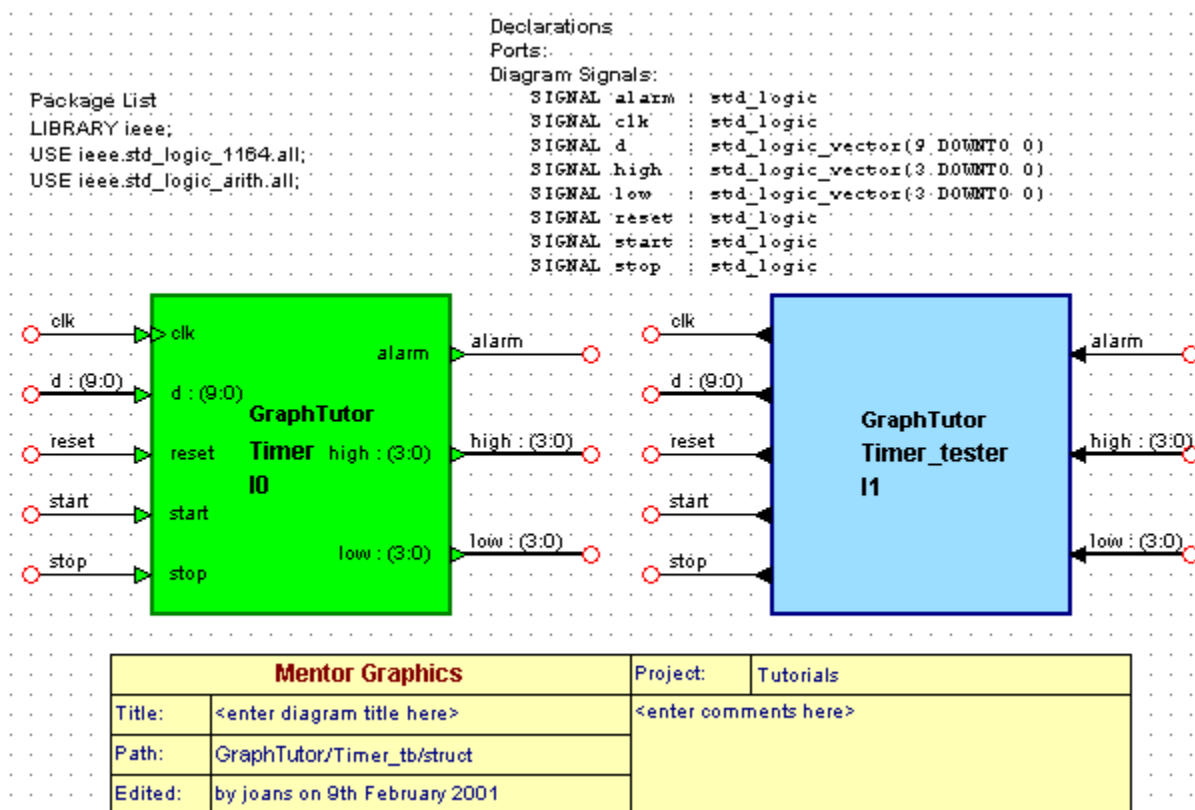 Declarations
Ports:
Diagram Signals:
SIGNAL alarm : std_logic
SIGNAL clk : std_logic
SIGNAL d : std_logic_vector(9 DOWNTO 0)
SIGNAL high : std_logic_vector(3 DOWNTO 0)
SIGNAL low : std_logic_vector(3 DOWNTO 0)
SIGNAL reset : std_logic
SIGNAL start : std_logic
SIGNAL stop : std_logic
Package List
LIBRARY ieee;
USE ieee.std_logic_1164.all;
USE ieee.std_logic_arith.all;
clk
d : (9:0)
reset
start
stop
clk
d : (9:0)
reset
start
stop
GraphTutor
Timer
I0
alarm
high : (3:0)
low : (3:0)
alarm
high : (3:0)
low : (3:0)
clk
d : (9:0)
reset
start
stop
GraphTutor
Timer_tester
I1
alarm
high : (3:0)
low : (3:0)
Mentor Graphics
Title: <enter diagram title here>
Path: GraphTutor/Timer_tb/struct
Edited: by joans on 9th February 2001
Project: Tutorials
<enter comments here>